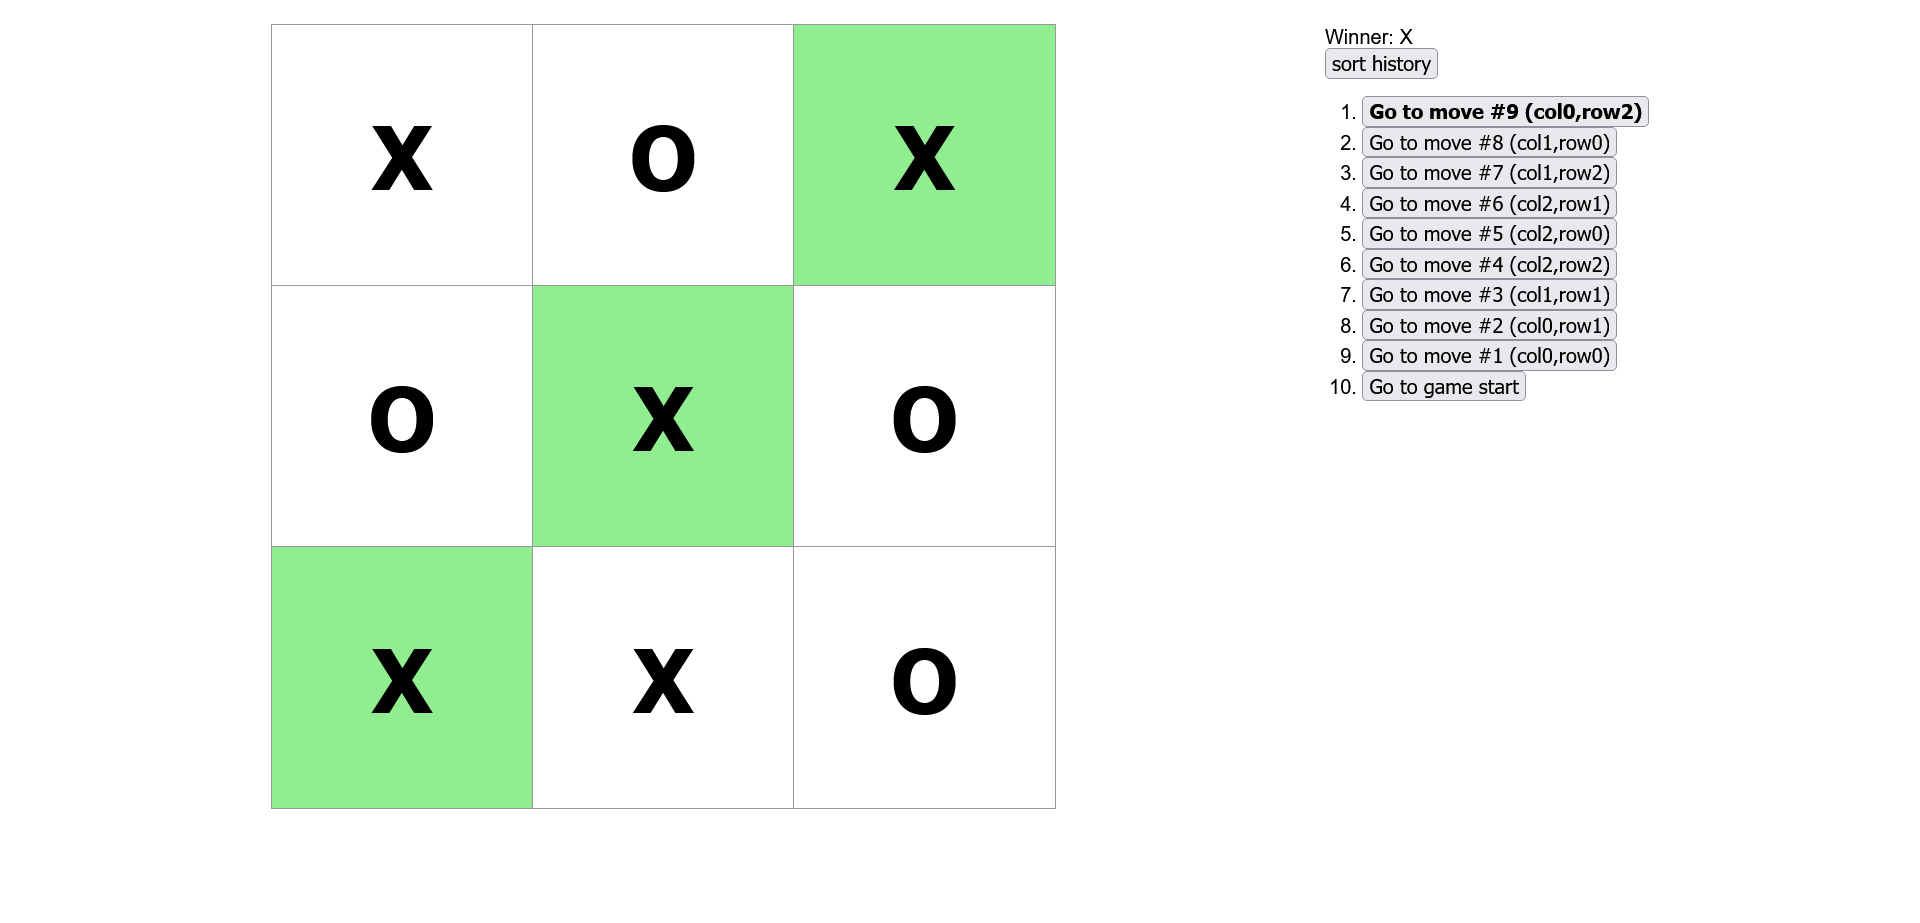 X O X
O X O
X X O
Winner: X
sort history
1. Go to move #9 (col0,row2)
2. Go to move #8 (col1,row0)
3. Go to move #7 (col1,row2)
4. Go to move #6 (col2,row1)
5. Go to move #5 (col2,row0)
6. Go to move #4 (col2,row2)
7. Go to move #3 (col1,row1)
8. Go to move #2 (col0,row1)
9. Go to move #1 (col0,row0)
10. Go to game start